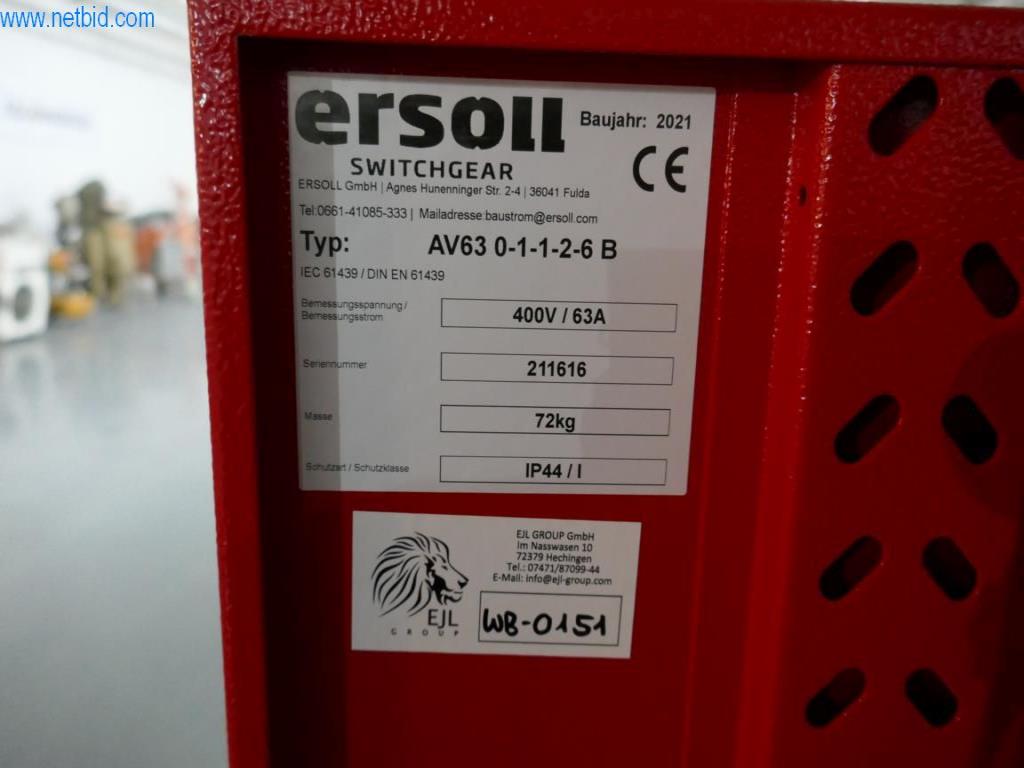 www.netbid.com
ersoll
SWITCHGEAR
Baujahr: 2021
CE
ERSOLL GmbH | Agnes Hunenninger Str. 2-4 | 36041 Fulda
Tel:0661-41085-333 | Mailadresse:baustrom@ersoll.com
Typ: AV63 0-1-1-2-6 B
IEC 61439 / DIN EN 61439
Bemessungsspannung /
Bemessungsstrom
400V / 63A
Seriennummer 211616
Masse 72kg
Schutzart / Schutzklasse IP44 / I
EJL GROUP GmbH
Im Nasswasen 10
72379 Hechingen
Tel.: 07471/87099-44
E-Mail: info@ejl-group.com
EJL
GROUP
WB-0151